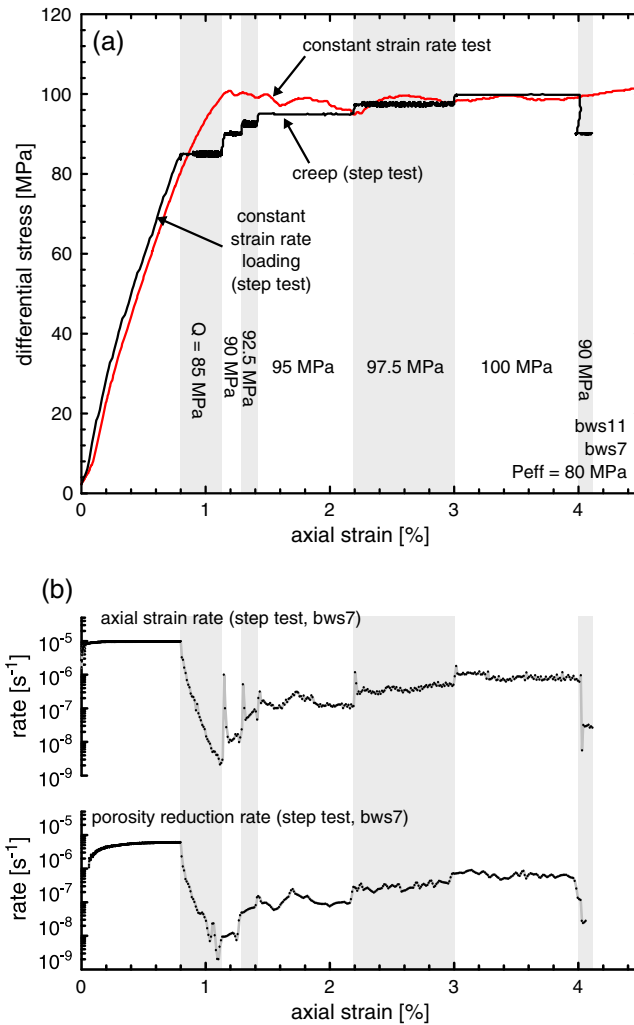 (a)
120
100
80
60
40
20
0
differential stress [MPa]
constant strain rate test
creep (step test)
constant
strain rate
loading
(step test)
Q = 85 MPa
90 MPa
92.5 MPa
95 MPa
97.5 MPa
100 MPa
90 MPa
bws11
bws7
Peff = 80 MPa
0 1 2 3 4
axial strain [%]
(b)
axial strain rate (step test, bws7)
10⁻⁵
10⁻⁶
10⁻⁷
10⁻⁸
10⁻⁹
rate [s⁻¹]
porosity reduction rate (step test, bws7)
10⁻⁵
10⁻⁶
10⁻⁷
10⁻⁸
10⁻⁹
rate [s⁻¹]
0 1 2 3 4
axial strain [%]